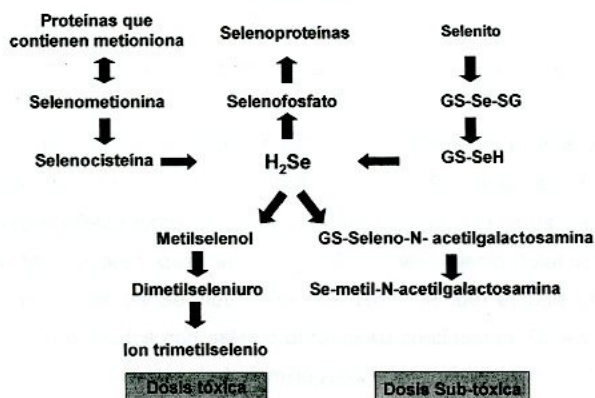 Proteínas que
contienen metioniona
Selenoproteínas
Selenito
Selenometionina
Selenofosfato
GS-Se-SG
Selenocisteína
H₂Se
GS-SeH
Metilselenol
GS-Seleno-N- acetilgalactosamina
Dimetilseleniuro
Se-metil-N-acetilgalactosamina
Ion trimetilselenio
Dosis tóxica
Dosis Sub-tóxica